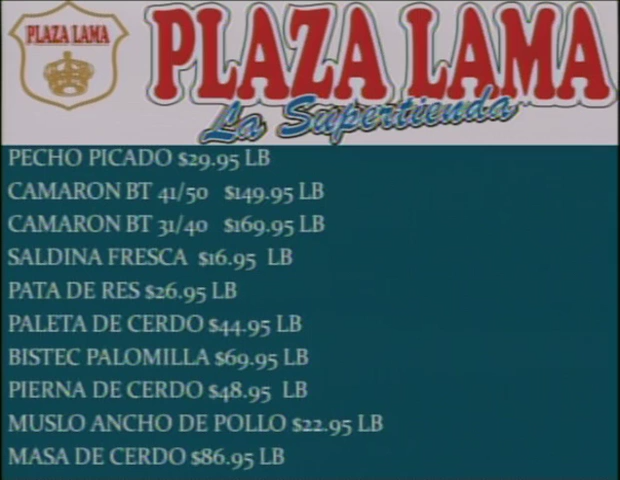 PLAZA LAMA
PLAZA LAMA
La Supertienda
PECHO PICADO $29.95 LB
CAMARON BT 41/50 $149.95 LB
CAMARON BT 31/40 $169.95 LB
SALDINA FRESCA $16.95 LB
PATA DE RES $26.95 LB
PALETA DE CERDO $44.95 LB
BISTEC PALOMILLA $69.95 LB
PIERNA DE CERDO $48.95 LB
MUSLO ANCHO DE POLLO $22.95 LB
MASA DE CERDO $86.95 LB